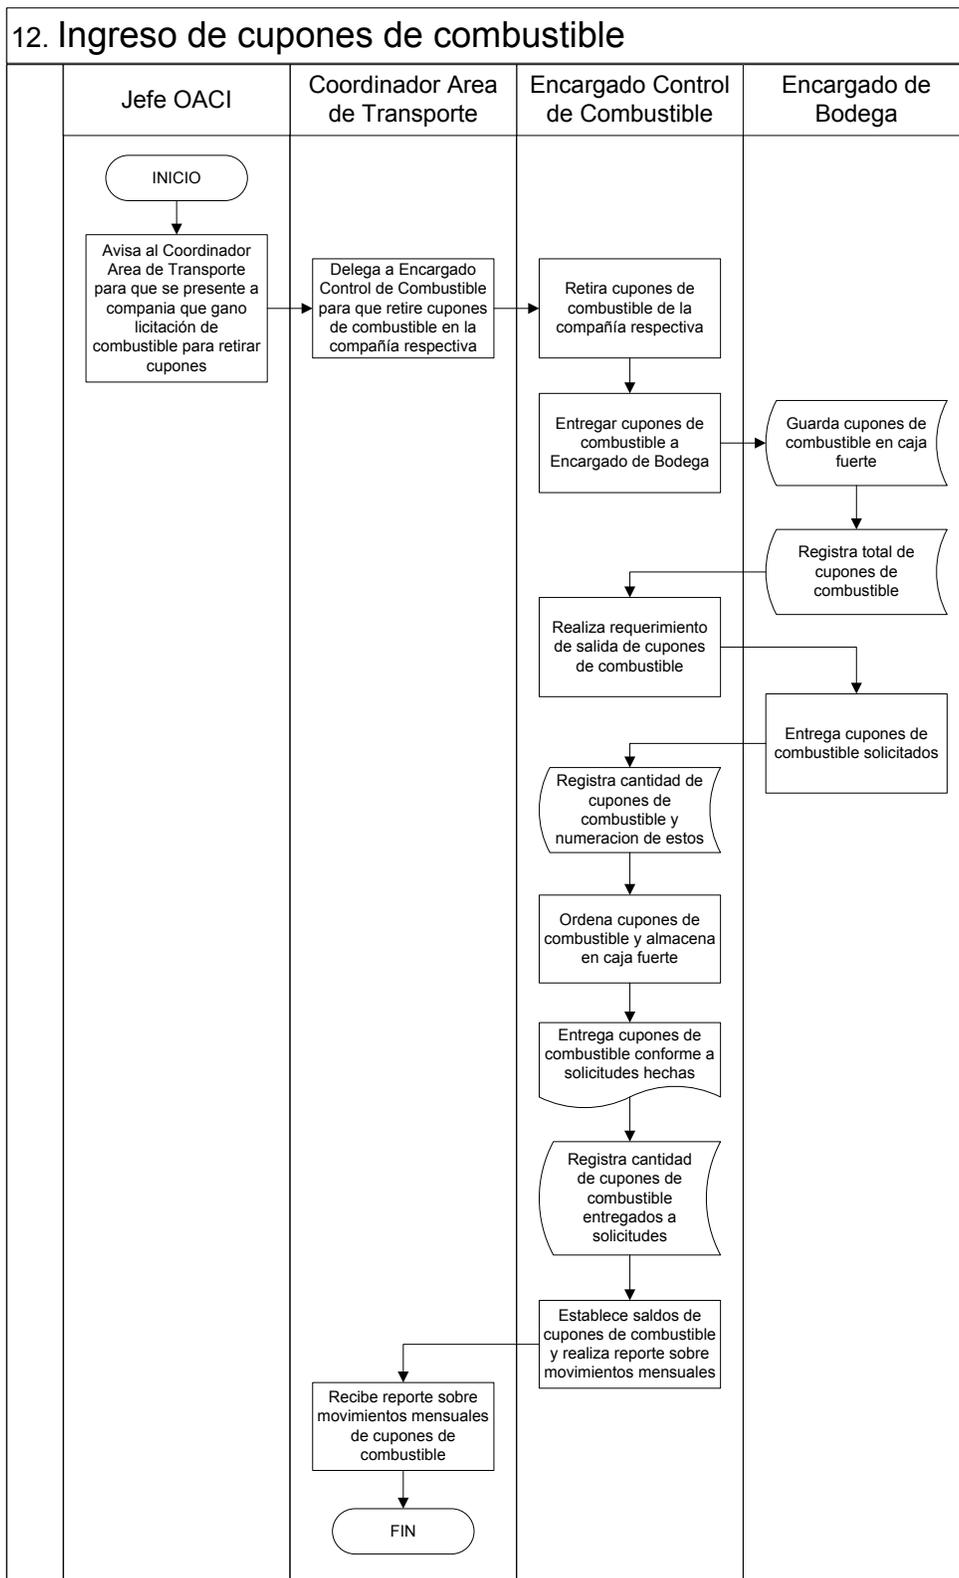 12. Ingreso de cupones de combustible
Jefe OACI
Coordinador Area
de Transporte
Encargado Control
de Combustible
Encargado de
Bodega
INICIO
Avisa al Coordinador
Area de Transporte
para que se presente a
compania que gano
licitación de
combustible para retirar
cupones
Delega a Encargado
Control de Combustible
para que retire cupones
de combustible en la
compañía respectiva
Retira cupones de
combustible de la
compañía respectiva
Entregar cupones de
combustible a
Encargado de Bodega
Guarda cupones de
combustible en caja
fuerte
Registra total de
cupones de
combustible
Realiza requerimiento
de salida de cupones
de combustible
Entrega cupones de
combustible solicitados
Registra cantidad de
cupones de
combustible y
numeracion de estos
Ordena cupones de
combustible y almacena
en caja fuerte
Entrega cupones de
combustible conforme a
solicitudes hechas
Registra cantidad
de cupones de
combustible
entregados a
solicitudes
Establece saldos de
cupones de combustible
y realiza reporte sobre
movimientos mensuales
Recibe reporte sobre
movimientos mensuales
de cupones de
combustible
FIN